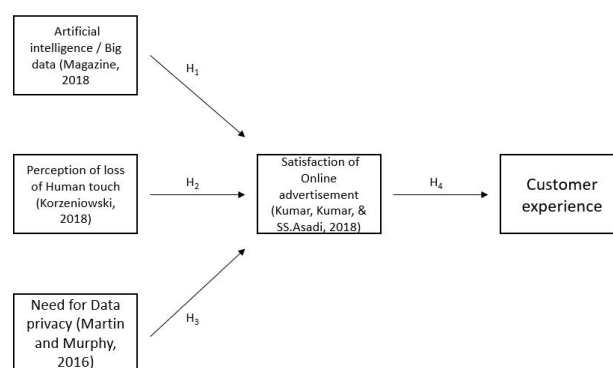 Artificial
intelligence / Big
data (Magazine,
2018
H1
Perception of loss
of Human touch
(Korzeniowski,
2018)
H2
Satisfaction of
Online
advertisement
(Kumar, Kumar, &
SS.Asadi, 2018)
H4
Customer
experience
Need for Data
privacy (Martin
and Murphy,
2016)
H3